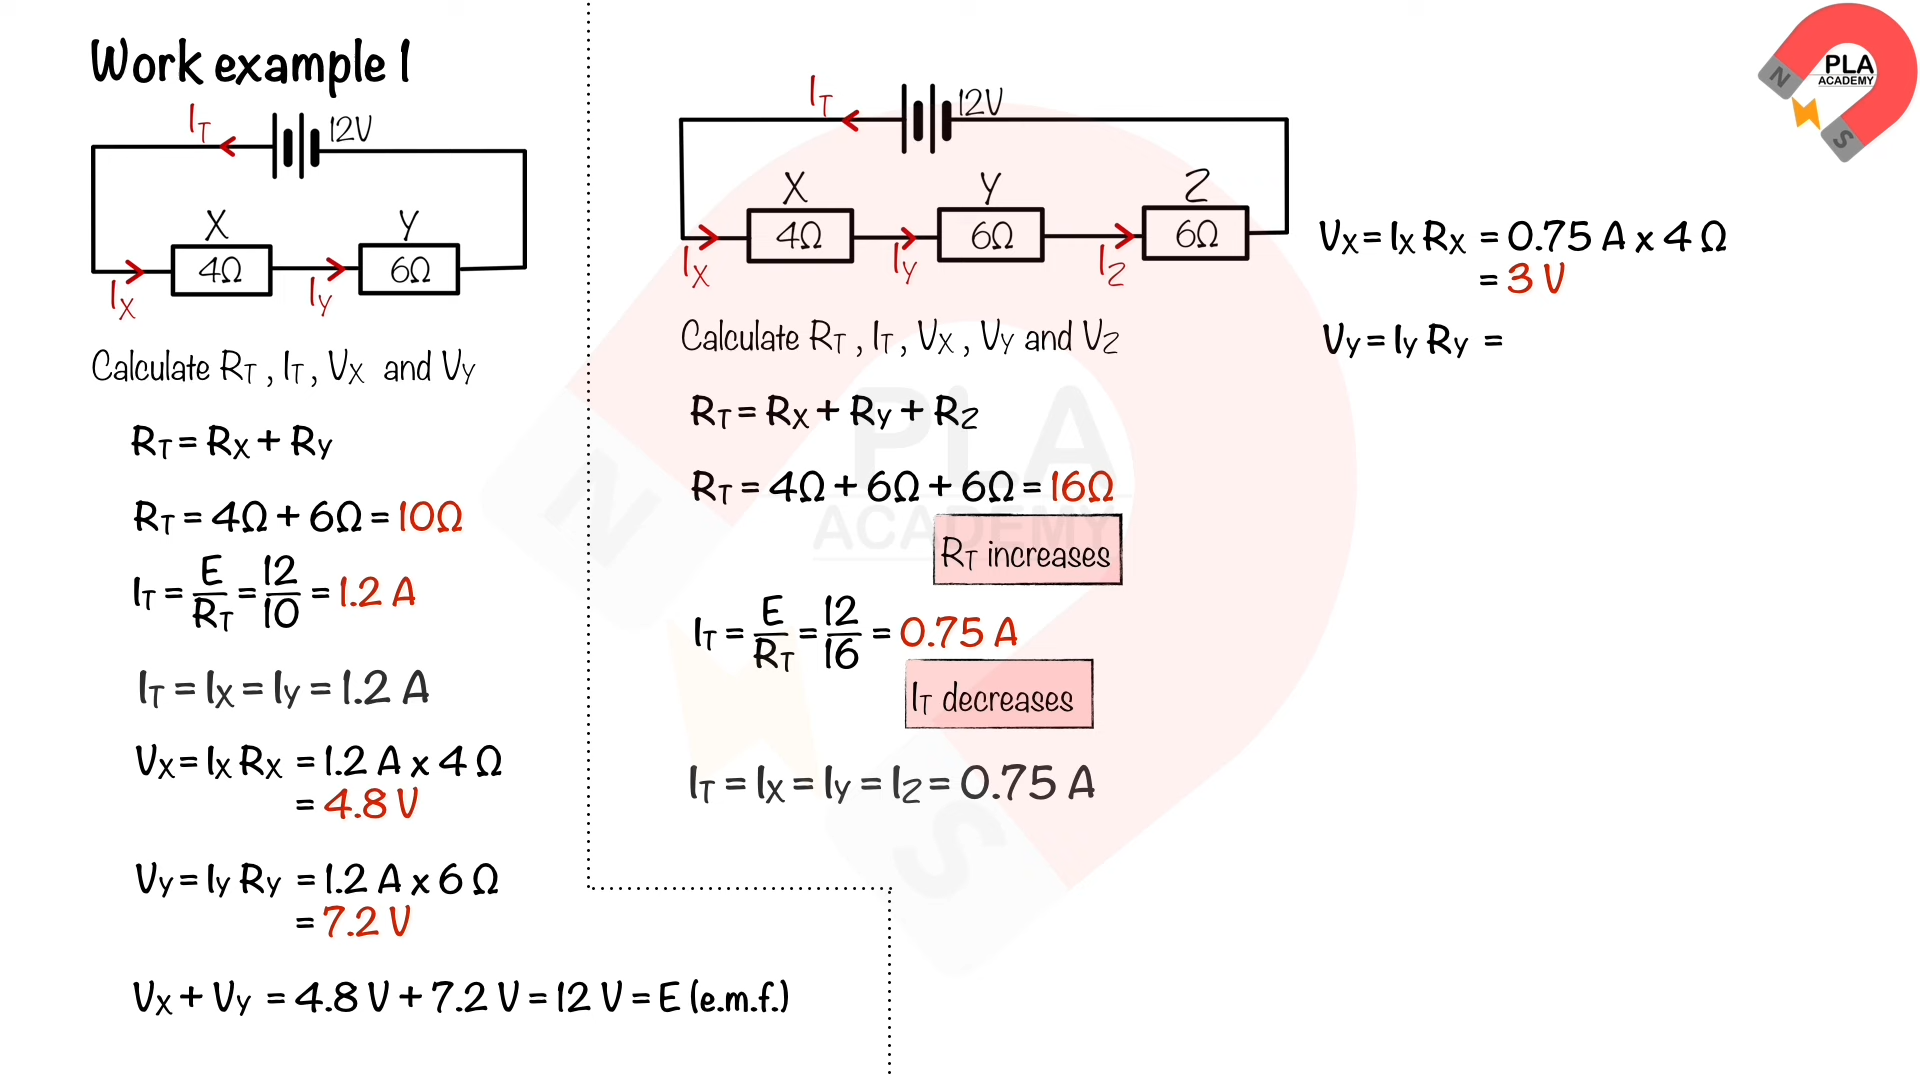 Work example 1
IT
12V
X
Y
4Ω
6Ω
IX
IY
Calculate RT , IT , VX and VY
RT = RX + RY
RT = 4Ω + 6Ω = 10Ω
IT = E/RT = 12/10 = 1.2 A
IT = IX = IY = 1.2 A
VX = IX RX = 1.2 A x 4 Ω
= 4.8 V
VY = IY RY = 1.2 A x 6 Ω
= 7.2 V
VX + VY = 4.8 V + 7.2 V = 12 V = E (e.m.f.)
IT
12V
X
Y
Z
4Ω
6Ω
6Ω
IX
IY
IZ
Calculate RT , IT , VX , VY and VZ
RT = RX + RY + RZ
RT = 4Ω + 6Ω + 6Ω = 16Ω
RT increases
IT = E/RT = 12/16 = 0.75 A
IT decreases
IT = IX = IY = IZ = 0.75 A
VX = IX RX = 0.75 A x 4 Ω
= 3 V
VY = IY RY =
PLA
ACADEMY
N
S
PLA
ACADEMY
N
S